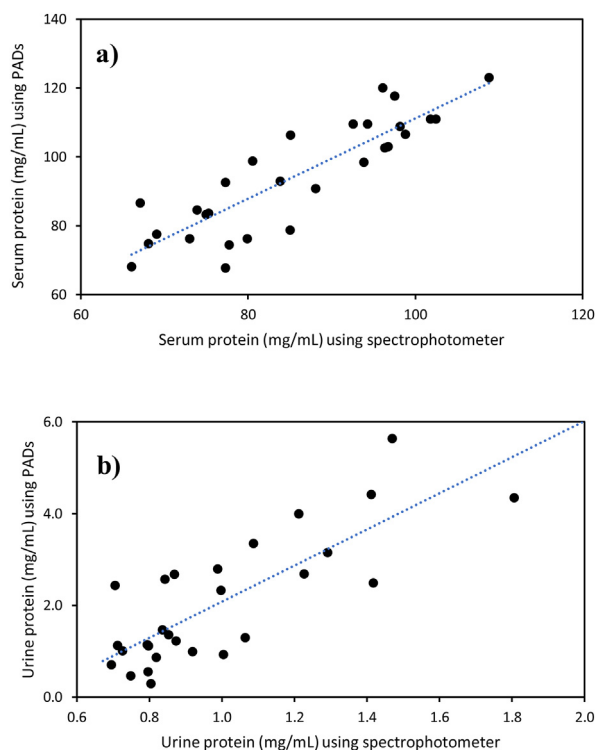 a)
Serum protein (mg/mL) using PADs
140
120
100
80
60
60 80 100 120
Serum protein (mg/mL) using spectrophotometer
b)
Urine protein (mg/mL) using PADs
6.0
4.0
2.0
0.0
0.6 0.8 1.0 1.2 1.4 1.6 1.8 2.0
Urine protein (mg/mL) using spectrophotometer